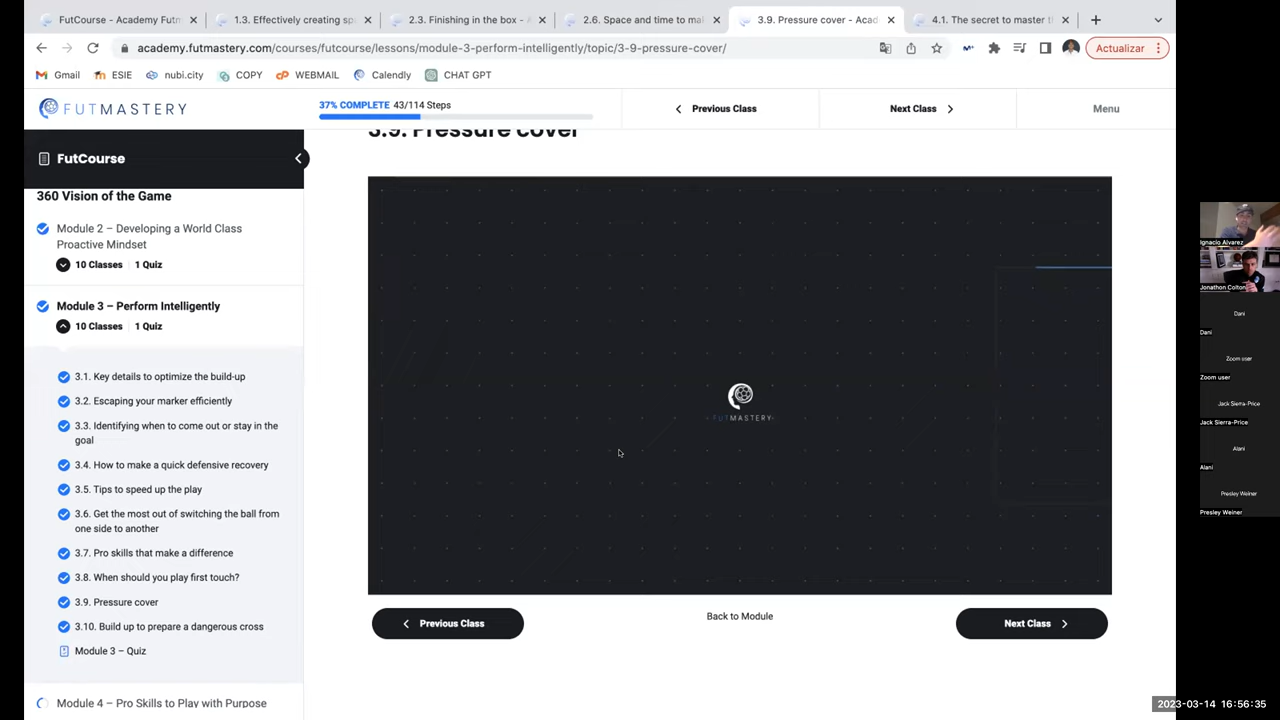 FutCourse - Academy Futm
1.3. Effectively creating sp
2.3. Finishing in the box - A
2.6. Space and time to mak
3.9. Pressure cover - Acad
4.1. The secret to master th
academy.futmastery.com/courses/futcourse/lessons/module-3-perform-intelligently/topic/3-9-pressure-cover/
Actualizar
Gmail
ESIE
nubi.city
COPY
WEBMAIL
Calendly
CHAT GPT
FUTMASTERY
37% COMPLETE 43/114 Steps
Previous Class
Next Class
Menu
3.9. Pressure cover
FutCourse
360 Vision of the Game
Module 2 – Developing a World Class
Proactive Mindset
10 Classes 1 Quiz
Module 3 – Perform Intelligently
10 Classes 1 Quiz
3.1. Key details to optimize the build-up
3.2. Escaping your marker efficiently
3.3. Identifying when to come out or stay in the
goal
3.4. How to make a quick defensive recovery
3.5. Tips to speed up the play
3.6. Get the most out of switching the ball from
one side to another
3.7. Pro skills that make a difference
3.8. When should you play first touch?
3.9. Pressure cover
3.10. Build up to prepare a dangerous cross
Module 3 – Quiz
Module 4 – Pro Skills to Play with Purpose
FUTMASTERY
Previous Class
Back to Module
Next Class
Ignacio Alvarez
Jonathon Colton
Dani
Dani
Zoom user
Zoom user
Jack Sierra-Price
Jack Sierra-Price
Alani
Alani
Presley Weiner
Presley Weiner
2023-03-14 16:56:35